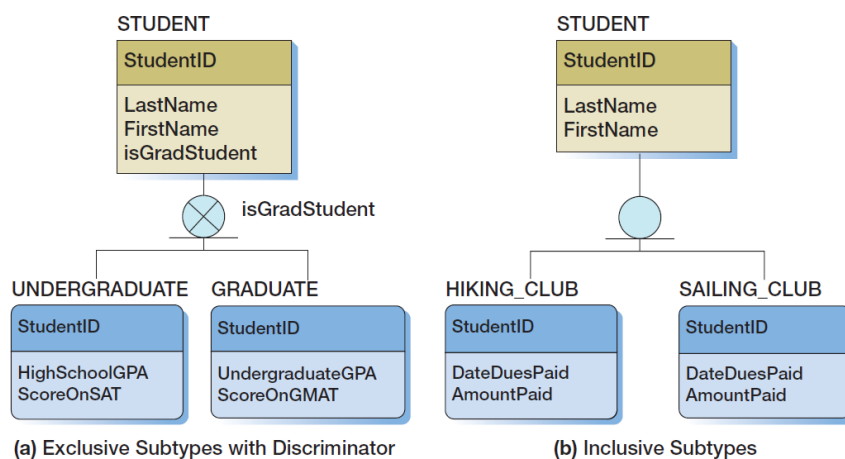 STUDENT
StudentID
LastName
FirstName
isGradStudent
isGradStudent
UNDERGRADUATE
StudentID
HighSchoolGPA
ScoreOnSAT
GRADUATE
StudentID
UndergraduateGPA
ScoreOnGMAT
(a) Exclusive Subtypes with Discriminator
STUDENT
StudentID
LastName
FirstName
HIKING_CLUB
StudentID
DateDuesPaid
AmountPaid
SAILING_CLUB
StudentID
DateDuesPaid
AmountPaid
(b) Inclusive Subtypes